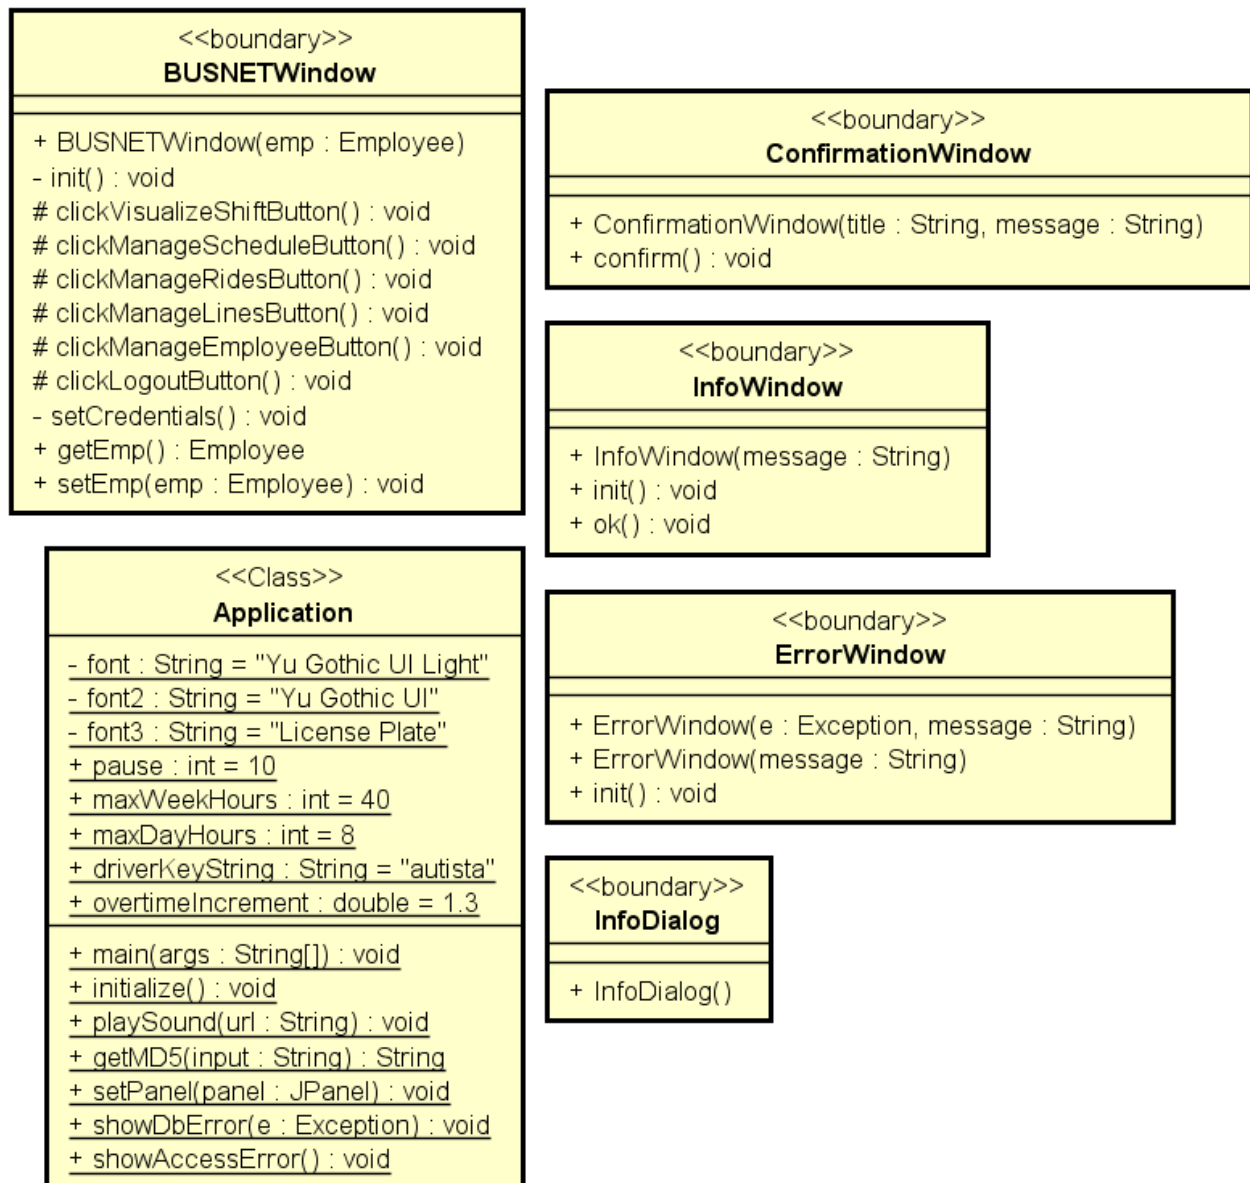 <<boundary>>
BUSNETWindow
+ BUSNETWindow(emp : Employee)
- init() : void
# clickVisualizeShiftButton() : void
# clickManageScheduleButton() : void
# clickManageRidesButton() : void
# clickManageLinesButton() : void
# clickManageEmployeeButton() : void
# clickLogoutButton() : void
- setCredentials() : void
+ getEmp() : Employee
+ setEmp(emp : Employee) : void
<<Class>>
Application
- font : String = "Yu Gothic UI Light"
- font2 : String = "Yu Gothic UI"
- font3 : String = "License Plate"
+ pause : int = 10
+ maxWeekHours : int = 40
+ maxDayHours : int = 8
+ driverKeyString : String = "autista"
+ overtimeIncrement : double = 1.3
+ main(args : String[]) : void
+ initialize() : void
+ playSound(url : String) : void
+ getMD5(input : String) : String
+ setPanel(panel : JPanel) : void
+ showDbError(e : Exception) : void
+ showAccessError() : void
<<boundary>>
ConfirmationWindow
+ ConfirmationWindow(title : String, message : String)
+ confirm() : void
<<boundary>>
InfoWindow
+ InfoWindow(message : String)
+ init() : void
+ ok() : void
<<boundary>>
ErrorWindow
+ ErrorWindow(e : Exception, message : String)
+ ErrorWindow(message : String)
+ init() : void
<<boundary>>
InfoDialog
+ InfoDialog()